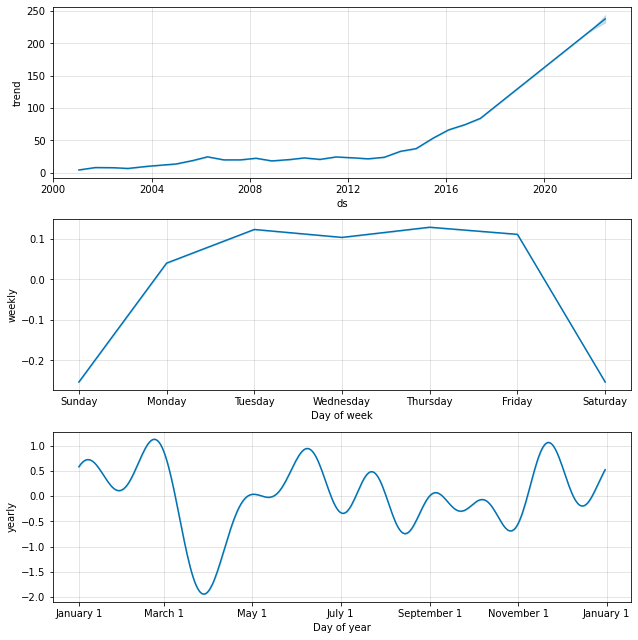 250
200
150
100
50
0
trend
2000 2004 2008 2012 2016 2020
ds
0.1
0.0
−0.1
−0.2
weekly
Sunday Monday Tuesday Wednesday Thursday Friday Saturday
Day of week
1.0
0.5
0.0
−0.5
−1.0
−1.5
−2.0
yearly
January 1 March 1 May 1 July 1 September 1 November 1 January 1
Day of year